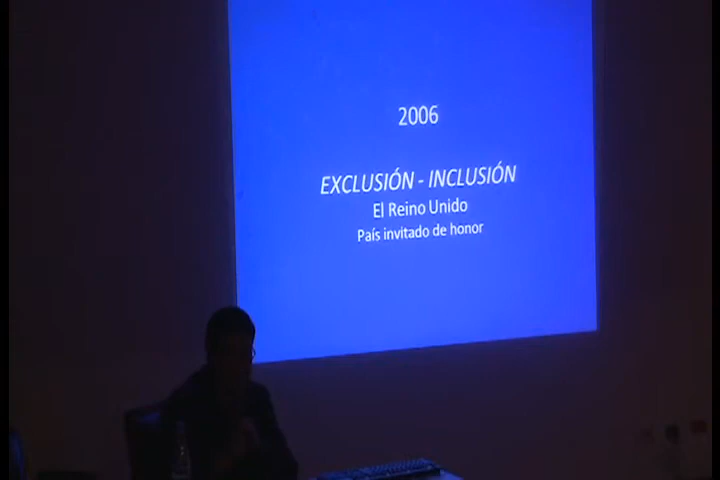 2006
EXCLUSIÓN - INCLUSIÓN
El Reino Unido
País invitado de honor